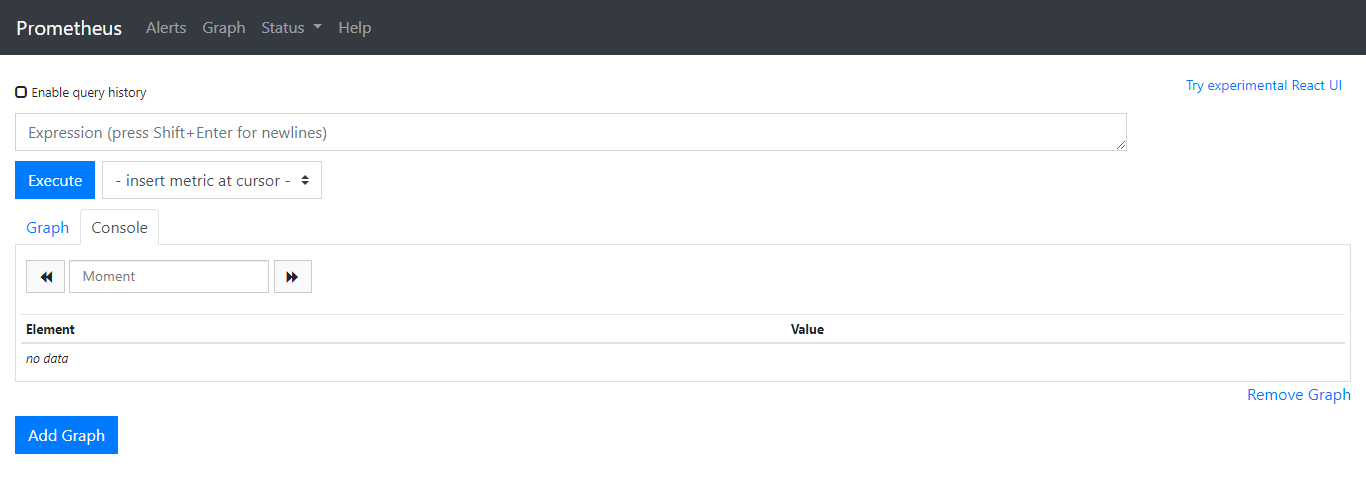 Prometheus Alerts Graph Status Help
Enable query history
Try experimental React UI
Expression (press Shift+Enter for newlines)
Execute - insert metric at cursor -
Graph Console
Moment
Element Value
no data
Remove Graph
Add Graph